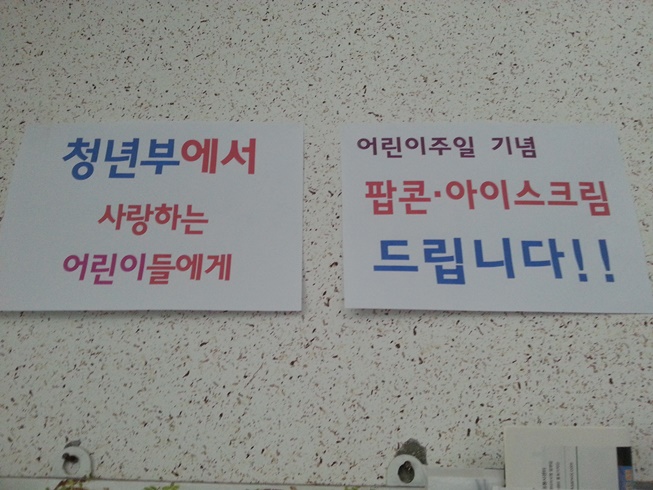 청년부에서
사랑하는
어린이들에게
어린이주일 기념
팝콘·아이스크림
드립니다!!